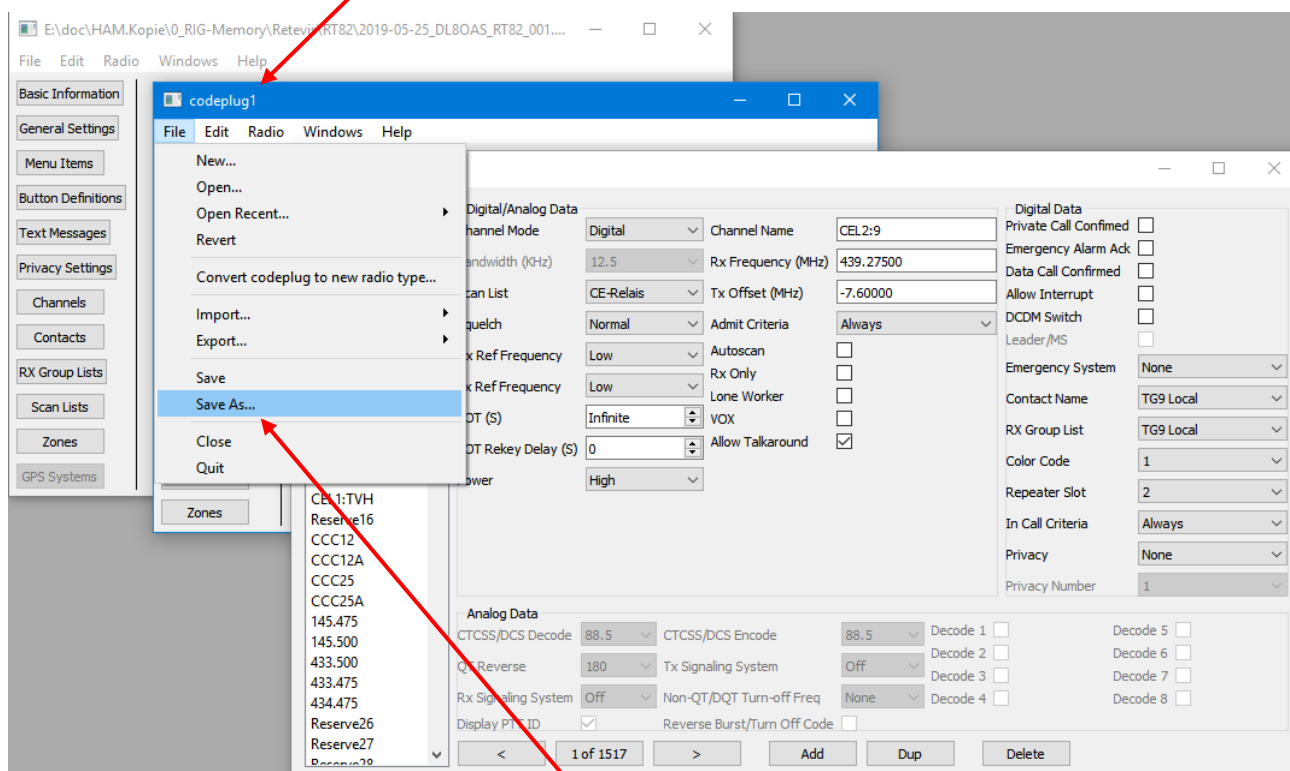 E:\doc\HAM.Kopie\0_RIG-Memory\Retevis\RT82\2019-05-25_DL8OAS_RT82_001....
File Edit Radio Windows Help
Basic Information
General Settings
Menu Items
Button Definitions
Text Messages
Privacy Settings
Channels
Contacts
RX Group Lists
Scan Lists
Zones
GPS Systems
codeplug1
File Edit Radio Windows Help
New...
Open...
Open Recent...
Revert
Convert codeplug to new radio type...
Import...
Export...
Save
Save As...
Close
Quit
Zones
CEL1:TVH
Reserve16
CCC12
CCC12A
CCC25
CCC25A
145.475
145.500
433.500
433.475
434.475
Reserve26
Reserve27
Reserve28
Digital/Analog Data
hannel Mode Digital Channel Name CEL2:9
andwidth (KHz) 12.5 Rx Frequency (MHz) 439.27500
can List CE-Relais Tx Offset (MHz) -7.60000
quelch Normal Admit Criteria Always
x Ref Frequency Low Autoscan
Rx Only
x Ref Frequency Low Lone Worker
OT (S) Infinite VOX
OT Rekey Delay (S) 0 Allow Talkaround
ower High
Digital Data
Private Call Confimed
Emergency Alarm Ack
Data Call Confirmed
Allow Interrupt
DCDM Switch
Leader/MS
Emergency System None
Contact Name TG9 Local
RX Group List TG9 Local
Color Code 1
Repeater Slot 2
In Call Criteria Always
Privacy None
Privacy Number 1
Analog Data
CTCSS/DCS Decode 88.5 CTCSS/DCS Encode 88.5 Decode 1 Decode 5
QT Reverse 180 Tx Signaling System Off Decode 2 Decode 6
Decode 3 Decode 7
Rx Signaling System Off Non-QT/DQT Turn-off Freq None Decode 4 Decode 8
Display PTT ID Reverse Burst/Turn Off Code
< 1 of 1517 > Add Dup Delete